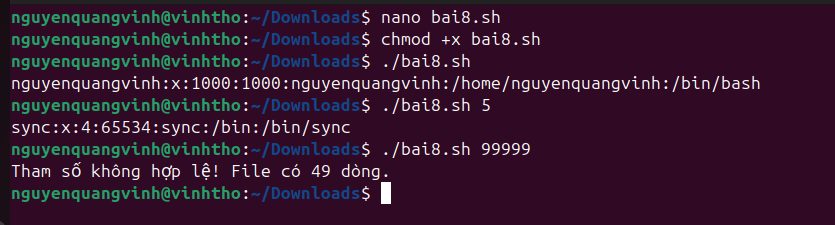 nguyenquangvinh@vinhtho:~/Downloads$ nano bai8.sh
nguyenquangvinh@vinhtho:~/Downloads$ chmod +x bai8.sh
nguyenquangvinh@vinhtho:~/Downloads$ ./bai8.sh
nguyenquangvinh:x:1000:1000:nguyenquangvinh:/home/nguyenquangvinh:/bin/bash
nguyenquangvinh@vinhtho:~/Downloads$ ./bai8.sh 5
sync:x:4:65534:sync:/bin:/bin/sync
nguyenquangvinh@vinhtho:~/Downloads$ ./bai8.sh 99999
Tham số không hợp lệ! File có 49 dòng.
nguyenquangvinh@vinhtho:~/Downloads$